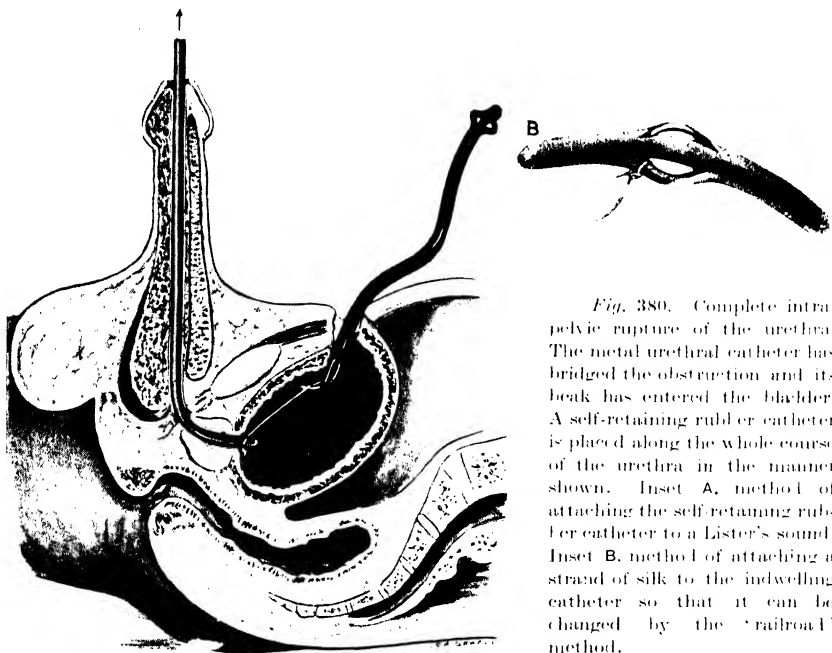 B
Fig. 380. Complete intra
pelvic rupture of the urethra
The metal urethral catheter has
bridged the obstruction and its
beak has entered the bladder
A self-retaining rubber catheter
is placed along the whole course
of the urethra in the manner
shown. Inset A, method of
attaching the self-retaining rub-
ber catheter to a Lister's sound
Inset B, method of attaching a
strand of silk to the indwelling
catheter so that it can be
changed by the 'railroad'
method.